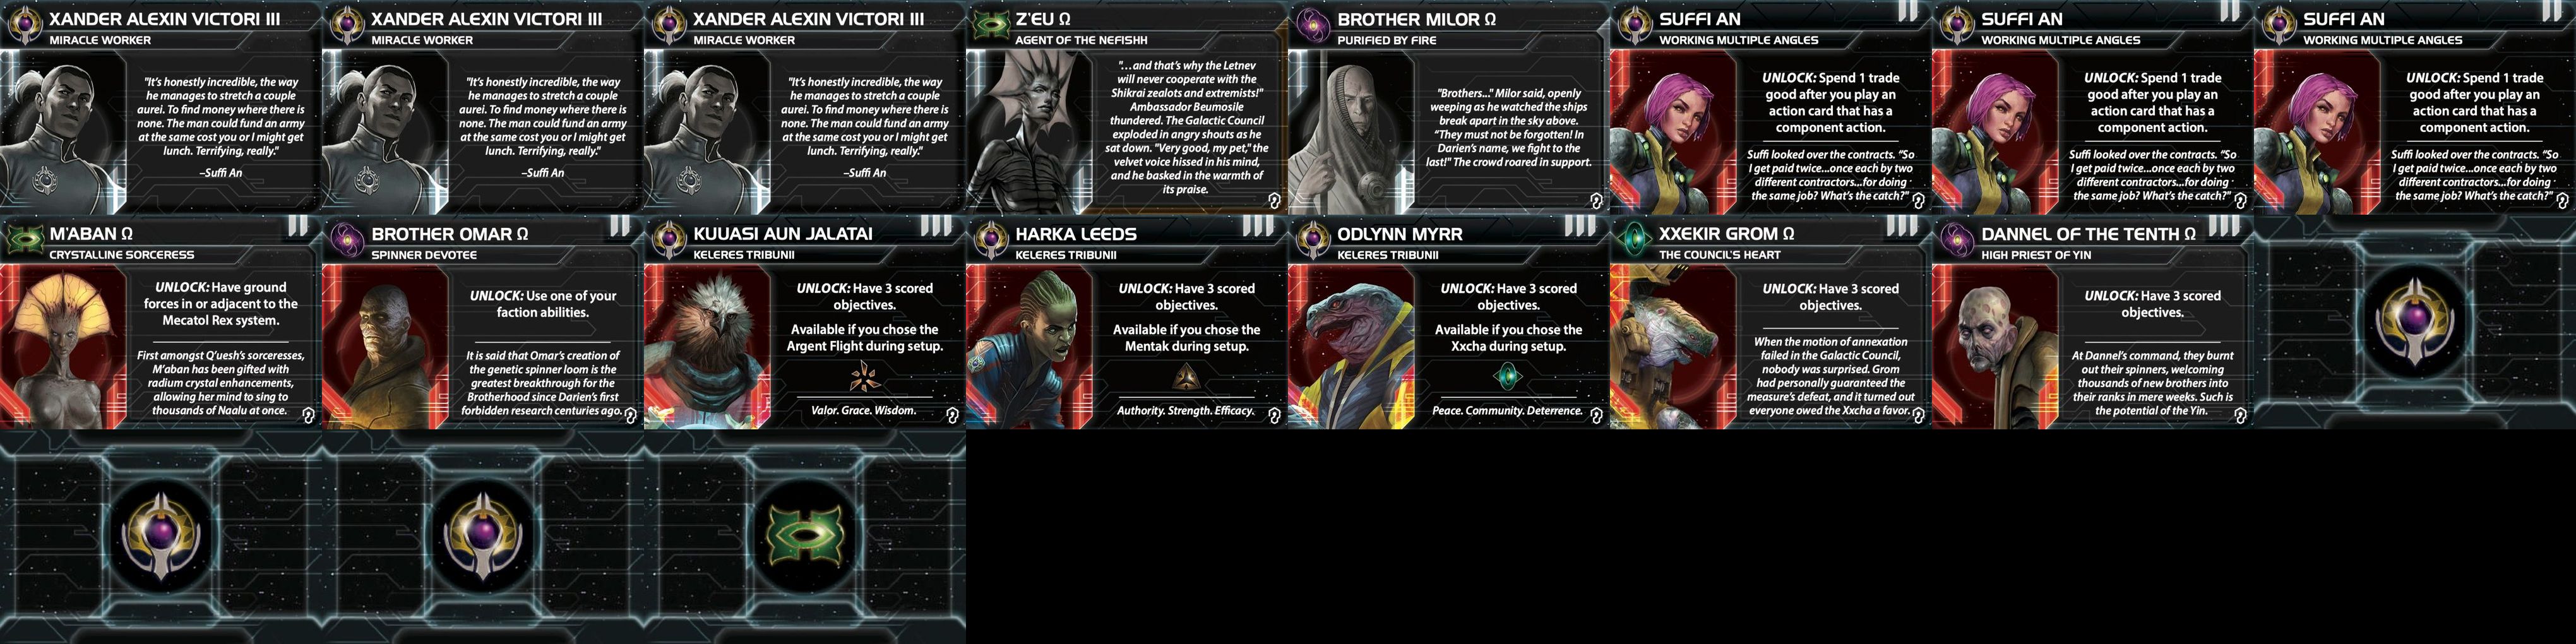 XANDER ALEXIN VICTORI III
MIRACLE WORKER
"It's honestly incredible, the way
he manages to stretch a couple
aurei. To find money where there is
none. The man could fund an army
at the same cost you or I might get
lunch. Terrifying, really."
–Suffi An
XANDER ALEXIN VICTORI III
MIRACLE WORKER
"It's honestly incredible, the way
he manages to stretch a couple
aurei. To find money where there is
none. The man could fund an army
at the same cost you or I might get
lunch. Terrifying, really."
–Suffi An
XANDER ALEXIN VICTORI III
MIRACLE WORKER
"It's honestly incredible, the way
he manages to stretch a couple
aurei. To find money where there is
none. The man could fund an army
at the same cost you or I might get
lunch. Terrifying, really."
–Suffi An
Z'EU Ω
AGENT OF THE NEFISHH
"...and that's why the Letnev
will never cooperate with the
Shikrai zealots and extremists!"
Ambassador Beumosile
thundered. The Galactic Council
exploded in angry shouts as he
sat down. "Very good, my pet," the
velvet voice hissed in his mind,
and he basked in the warmth of
its praise.
BROTHER MILOR Ω
PURIFIED BY FIRE
"Brothers..." Milor said, openly
weeping as he watched the ships
break apart in the sky above.
"They must not be forgotten! In
Darien's name, we fight to the
last!" The crowd roared in support.
SUFFI AN
WORKING MULTIPLE ANGLES
UNLOCK: Spend 1 trade
good after you play an
action card that has a
component action.
Suffi looked over the contracts. "So
I get paid twice...once each by two
different contractors...for doing
the same job? What's the catch?"
SUFFI AN
WORKING MULTIPLE ANGLES
UNLOCK: Spend 1 trade
good after you play an
action card that has a
component action.
Suffi looked over the contracts. "So
I get paid twice...once each by two
different contractors...for doing
the same job? What's the catch?"
SUFFI AN
WORKING MULTIPLE ANGLES
UNLOCK: Spend 1 trade
good after you play an
action card that has a
component action.
Suffi looked over the contracts. "So
I get paid twice...once each by two
different contractors...for doing
the same job? What's the catch?"
M'ABAN Ω
CRYSTALLINE SORCERESS
UNLOCK: Have ground
forces in or adjacent to the
Mecatol Rex system.
First amongst Q'uesh's sorceresses,
M'aban has been gifted with
radium crystal enhancements,
allowing her mind to sing to
thousands of Naalu at once.
BROTHER OMAR Ω
SPINNER DEVOTEE
UNLOCK: Use one of your
faction abilities.
It is said that Omar's creation of
the genetic spinner loom is the
greatest breakthrough for the
Brotherhood since Darien's first
forbidden research centuries ago.
KUUASI AUN JALATAI
KELERES TRIBUNII
UNLOCK: Have 3 scored
objectives.
Available if you chose the
Argent Flight during setup.
Valor. Grace. Wisdom.
HARKA LEEDS
KELERES TRIBUNII
UNLOCK: Have 3 scored
objectives.
Available if you chose the
Mentak during setup.
Authority. Strength. Efficacy.
ODLYNN MYRR
KELERES TRIBUNII
UNLOCK: Have 3 scored
objectives.
Available if you chose the
Xxcha during setup.
Peace. Community. Deterrence.
XXEKIR GROM Ω
THE COUNCIL'S HEART
UNLOCK: Have 3 scored
objectives.
When the motion of annexation
failed in the Galactic Council,
nobody was surprised. Grom
had personally guaranteed the
measure's defeat, and it turned out
everyone owed the Xxcha a favor.
DANNEL OF THE TENTH Ω
HIGH PRIEST OF YIN
UNLOCK: Have 3 scored
objectives.
At Dannel's command, they burnt
out their spinners, welcoming
thousands of new brothers into
their ranks in mere weeks. Such is
the potential of the Yin.